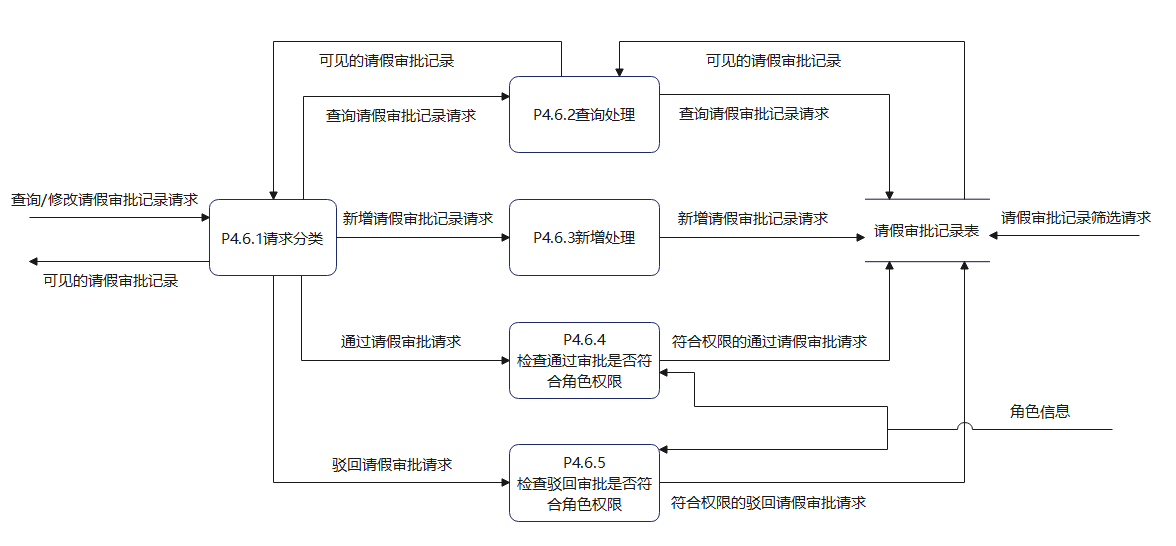 可见的请假审批记录
可见的请假审批记录
查询请假审批记录请求
P4.6.2查询处理
查询请假审批记录请求
查询/修改请假审批记录请求
P4.6.1请求分类
新增请假审批记录请求
P4.6.3新增处理
新增请假审批记录请求
请假审批记录表
请假审批记录筛选请求
可见的请假审批记录
通过请假审批请求
P4.6.4
检查通过审批是否符
合角色权限
符合权限的通过请假审批请求
角色信息
驳回请假审批请求
P4.6.5
检查驳回审批是否符
合角色权限
符合权限的驳回请假审批请求